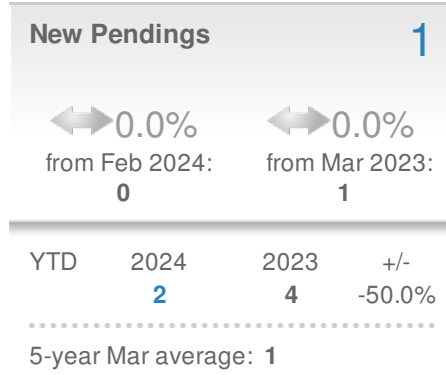 New Pendings 1
0.0% 0.0%
from Feb 2024: from Mar 2023:
0 1
YTD 2024 2023 +/-
2 4 -50.0%
5-year Mar average: 1